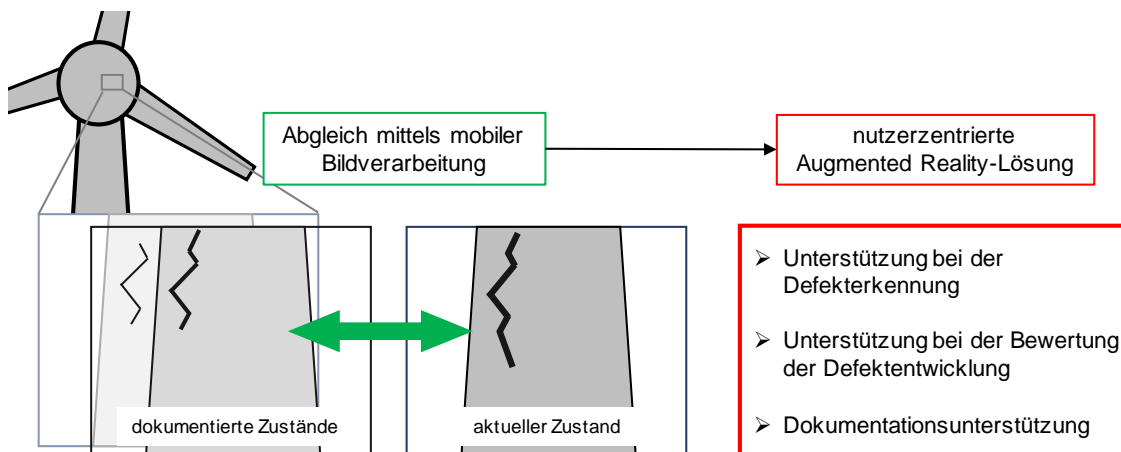 Abgleich mittels mobiler
Bildverarbeitung
nutzerzentrierte
Augmented Reality-Lösung
dokumentierte Zustände
aktueller Zustand
➢ Unterstützung bei der
Defekterkennung
➢ Unterstützung bei der Bewertung
der Defektentwicklung
➢ Dokumentationsunterstützung